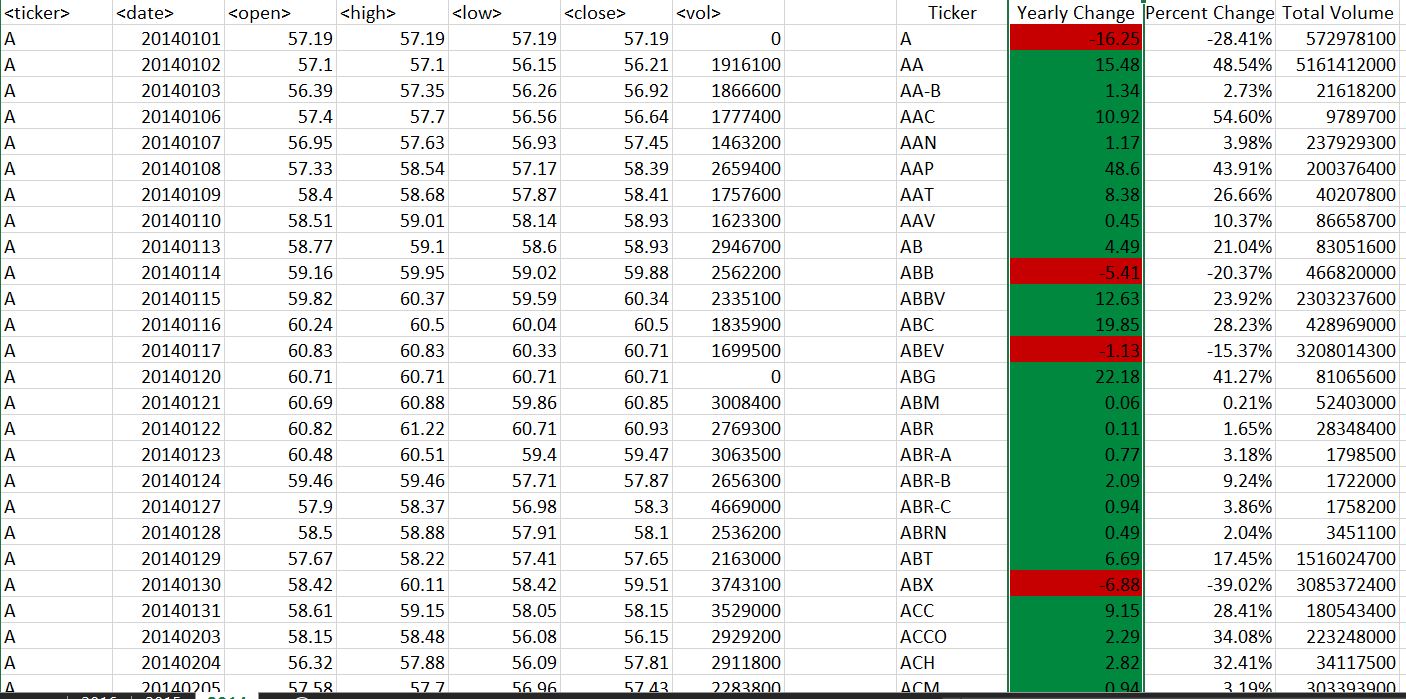 <ticker> <date> <open> <high> <low> <close> <vol> Ticker Yearly Change Percent Change Total Volume
A 20140101 57.19 57.19 57.19 57.19 0 A -16.25 -28.41% 572978100
A 20140102 57.1 57.1 56.15 56.21 1916100 AA 15.48 48.54% 5161412000
A 20140103 56.39 57.35 56.26 56.92 1866600 AA-B 1.34 2.73% 21618200
A 20140106 57.4 57.7 56.56 56.64 1777400 AAC 10.92 54.60% 9789700
A 20140107 56.95 57.63 56.93 57.45 1463200 AAN 1.17 3.98% 237929300
A 20140108 57.33 58.54 57.17 58.39 2659400 AAP 48.6 43.91% 200376400
A 20140109 58.4 58.68 57.87 58.41 1757600 AAT 8.38 26.66% 40207800
A 20140110 58.51 59.01 58.14 58.93 1623300 AAV 0.45 10.37% 86658700
A 20140113 58.77 59.1 58.6 58.93 2946700 AB 4.49 21.04% 83051600
A 20140114 59.16 59.95 59.02 59.88 2562200 ABB -5.41 -20.37% 466820000
A 20140115 59.82 60.37 59.59 60.34 2335100 ABBV 12.63 23.92% 2303237600
A 20140116 60.24 60.5 60.04 60.5 1835900 ABC 19.85 28.23% 428969000
A 20140117 60.83 60.83 60.33 60.71 1699500 ABEV -1.13 -15.37% 3208014300
A 20140120 60.71 60.71 60.71 60.71 0 ABG 22.18 41.27% 81065600
A 20140121 60.69 60.88 59.86 60.85 3008400 ABM 0.06 0.21% 52403000
A 20140122 60.82 61.22 60.71 60.93 2769300 ABR 0.11 1.65% 28348400
A 20140123 60.48 60.51 59.4 59.47 3063500 ABR-A 0.77 3.18% 1798500
A 20140124 59.46 59.46 57.71 57.87 2656300 ABR-B 2.09 9.24% 1722000
A 20140127 57.9 58.37 56.98 58.3 4669000 ABR-C 0.94 3.86% 1758200
A 20140128 58.5 58.88 57.91 58.1 2536200 ABRN 0.49 2.04% 3451100
A 20140129 57.67 58.22 57.41 57.65 2163000 ABT 6.69 17.45% 1516024700
A 20140130 58.42 60.11 58.42 59.51 3743100 ABX -6.88 -39.02% 3085372400
A 20140131 58.61 59.15 58.05 58.15 3529000 ACC 9.15 28.41% 180543400
A 20140203 58.15 58.48 56.08 56.15 2929200 ACCO 2.29 34.08% 223248000
A 20140204 56.32 57.88 56.09 57.81 2911800 ACH 2.82 32.41% 34117500
A 20140205 57.58 57.7 56.96 57.43 2283800 ACM 0.94 3.19% 303393900